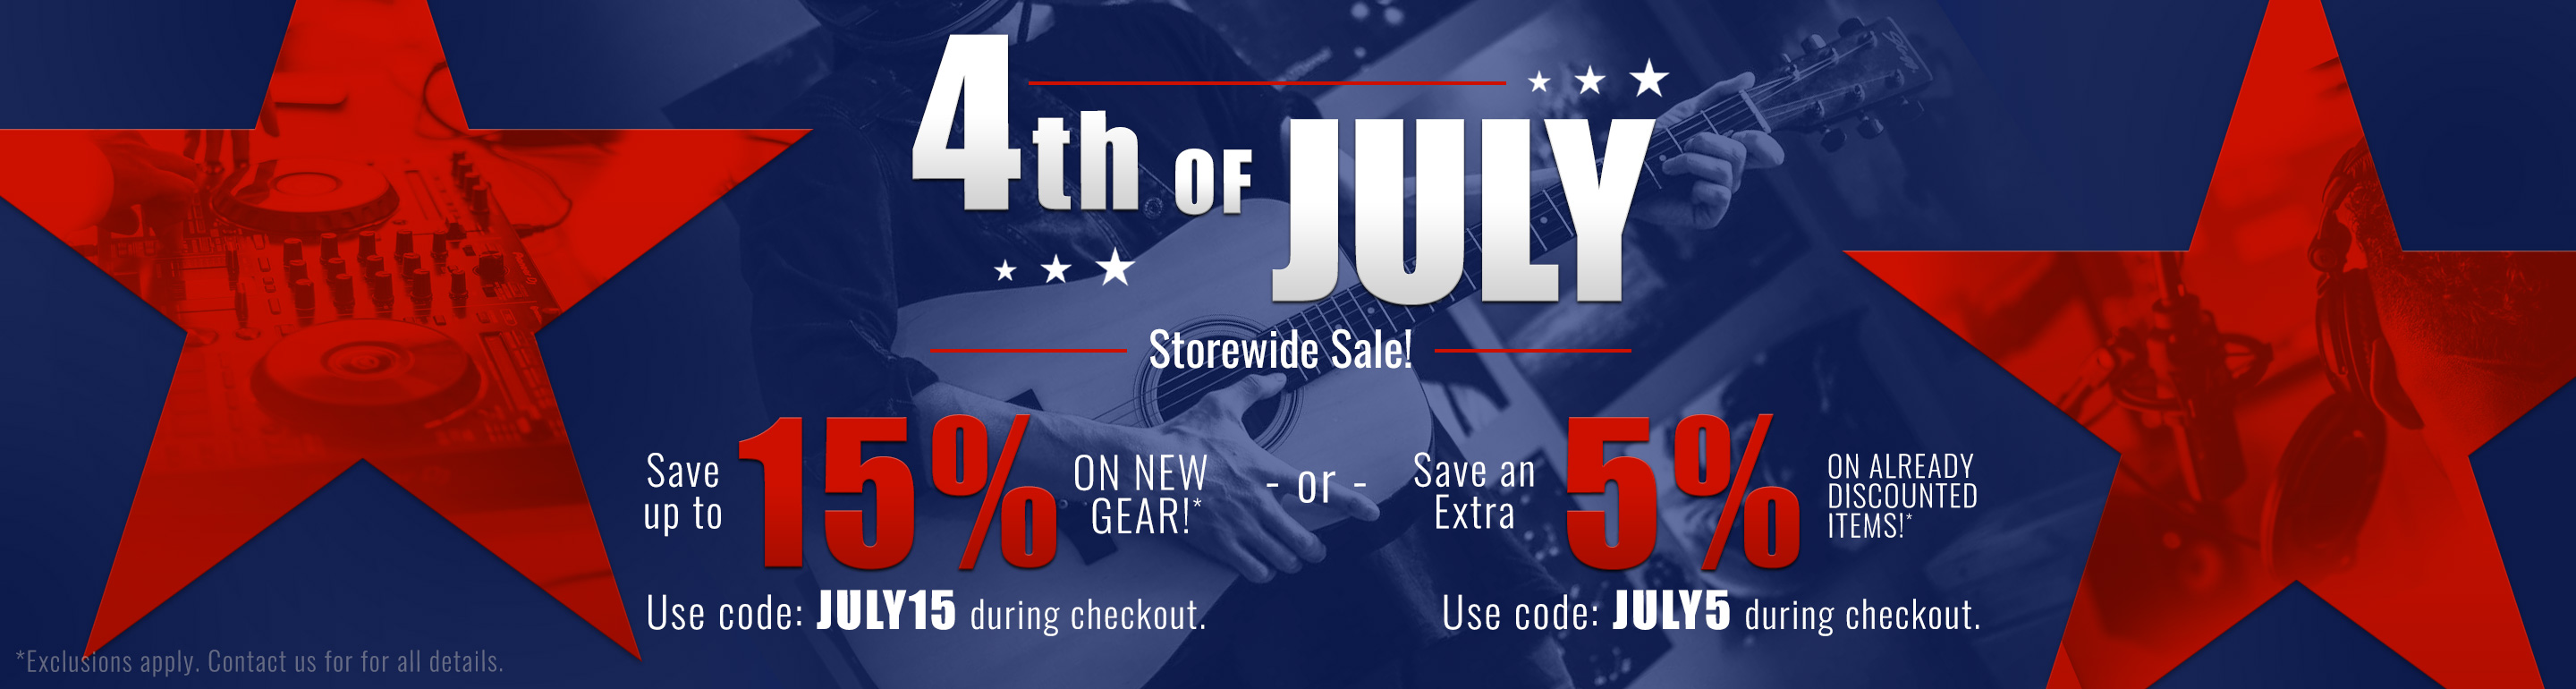 4th OF JULY
Storewide Sale!
Save up to 15% ON NEW GEAR!*
- or -
Save an Extra 5% ON ALREADY DISCOUNTED ITEMS!*
Use code: JULY15 during checkout.
Use code: JULY5 during checkout.
*Exclusions apply. Contact us for for all details.